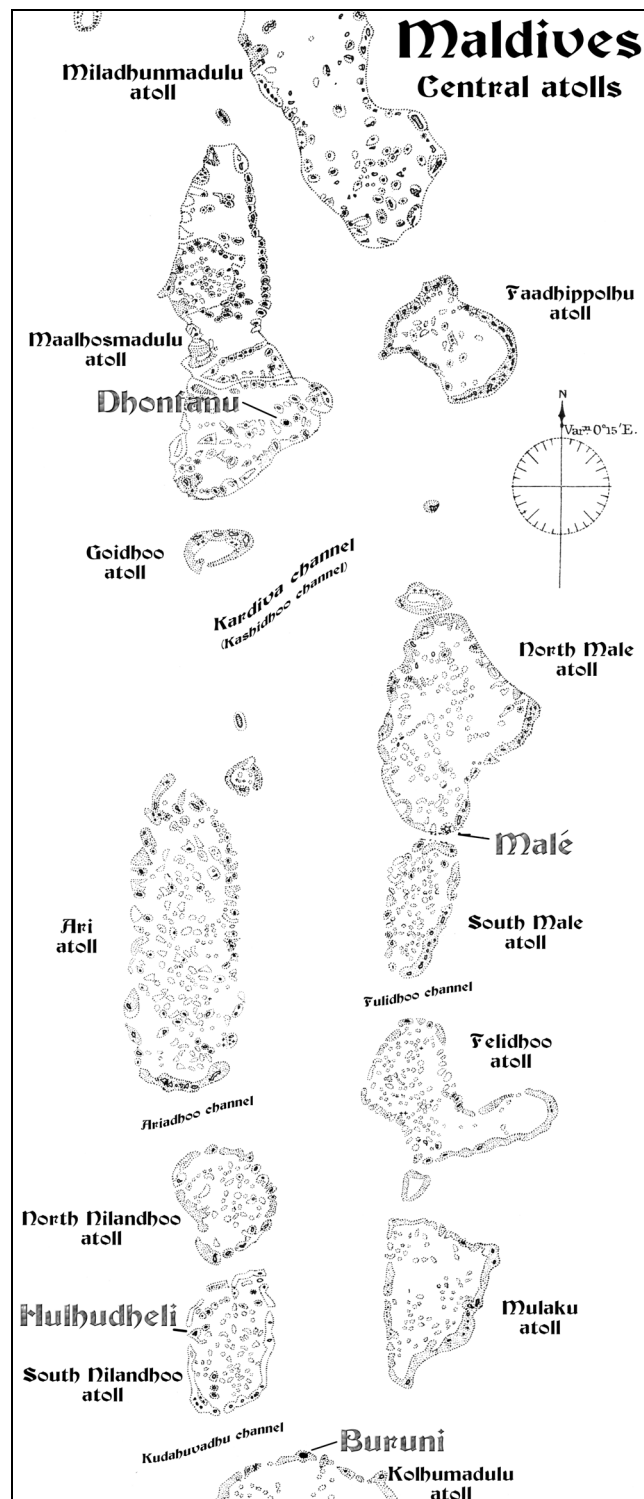 Maldives
Central atolls
Miladhunmadulu
atoll
Faadhippolhu
atoll
Maalhosmadulu
atoll
Dhonfanu
N
Varn. 0°15'E.
Goidhoo
atoll
Kardiva channel
(Kashidhoo channel)
North Male
atoll
Malé
Ari
atoll
South Male
atoll
Fulidhoo channel
Felidhoo
atoll
Ariadhoo channel
North Nilandhoo
atoll
Hulhudheli
Mulaku
atoll
South Nilandhoo
atoll
Kudahuvadhu channel
Buruni
Kolhumadulu
atoll